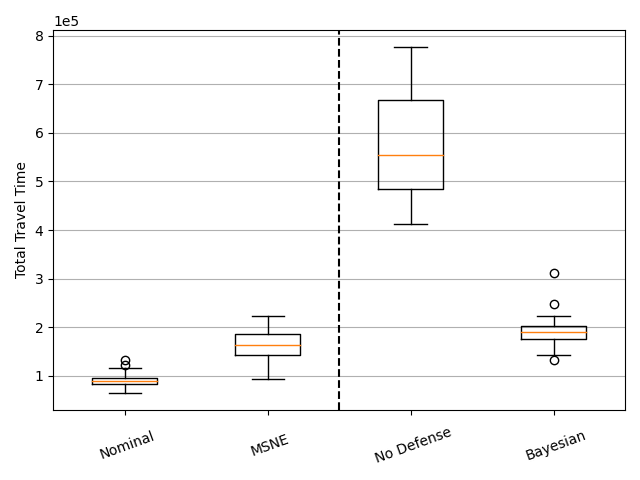 1e5
8
7
6
5
4
3
2
1
Total Travel Time
Nominal
MSNE
No Defense
Bayesian